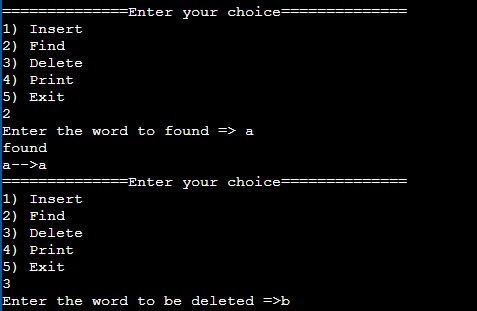 ==============Enter your choice==============
1) Insert
2) Find
3) Delete
4) Print
5) Exit
2
Enter the word to found => a
found
a-->a
==============Enter your choice==============
1) Insert
2) Find
3) Delete
4) Print
5) Exit
3
Enter the word to be deleted =>b